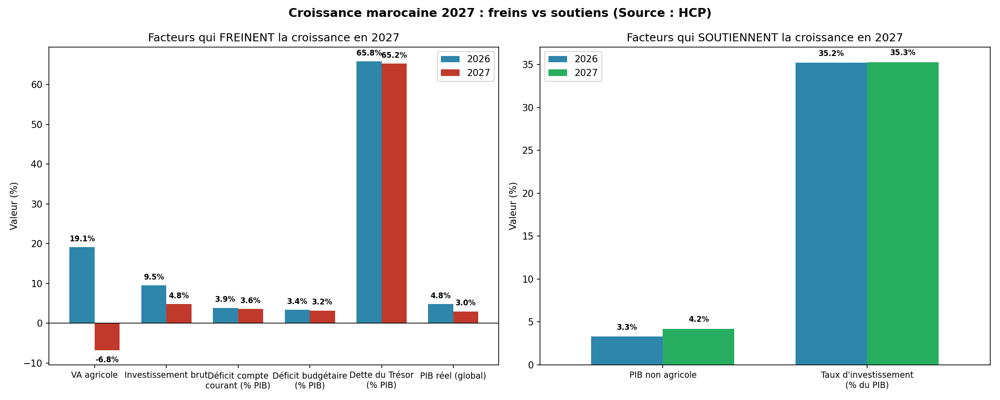 Croissance marocaine 2027 : freins vs soutiens (Source : HCP)
Facteurs qui FREINENT la croissance en 2027
Valeur (%)
60
50
40
30
20
10
0
−10
2026
2027
19.1%
-6.8%
9.5%
4.8%
3.9%
3.6%
3.4%
3.2%
65.8%
65.2%
4.8%
3.0%
VA agricole
Investissement brut
Déficit compte
courant (% PIB)
Déficit budgétaire
(% PIB)
Dette du Trésor
(% PIB)
PIB réel (global)
Facteurs qui SOUTIENNENT la croissance en 2027
Valeur (%)
35
30
25
20
15
10
5
0
2026
2027
3.3%
4.2%
35.2%
35.3%
PIB non agricole
Taux d'investissement
(% du PIB)